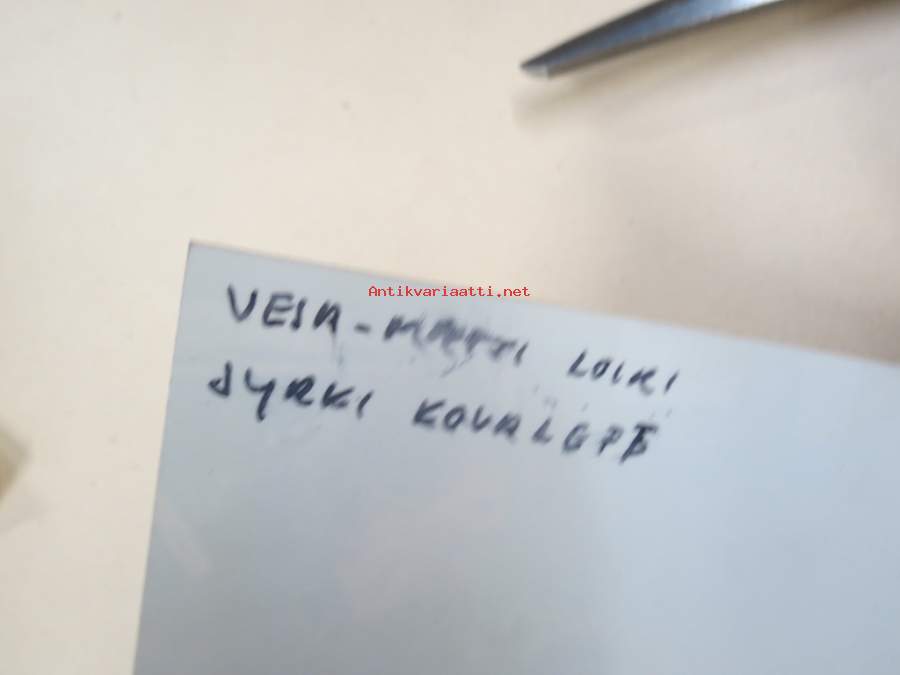 Antikvariaatti.net
VESA-MATTI LOIRI
JYRKI KOVALEFF